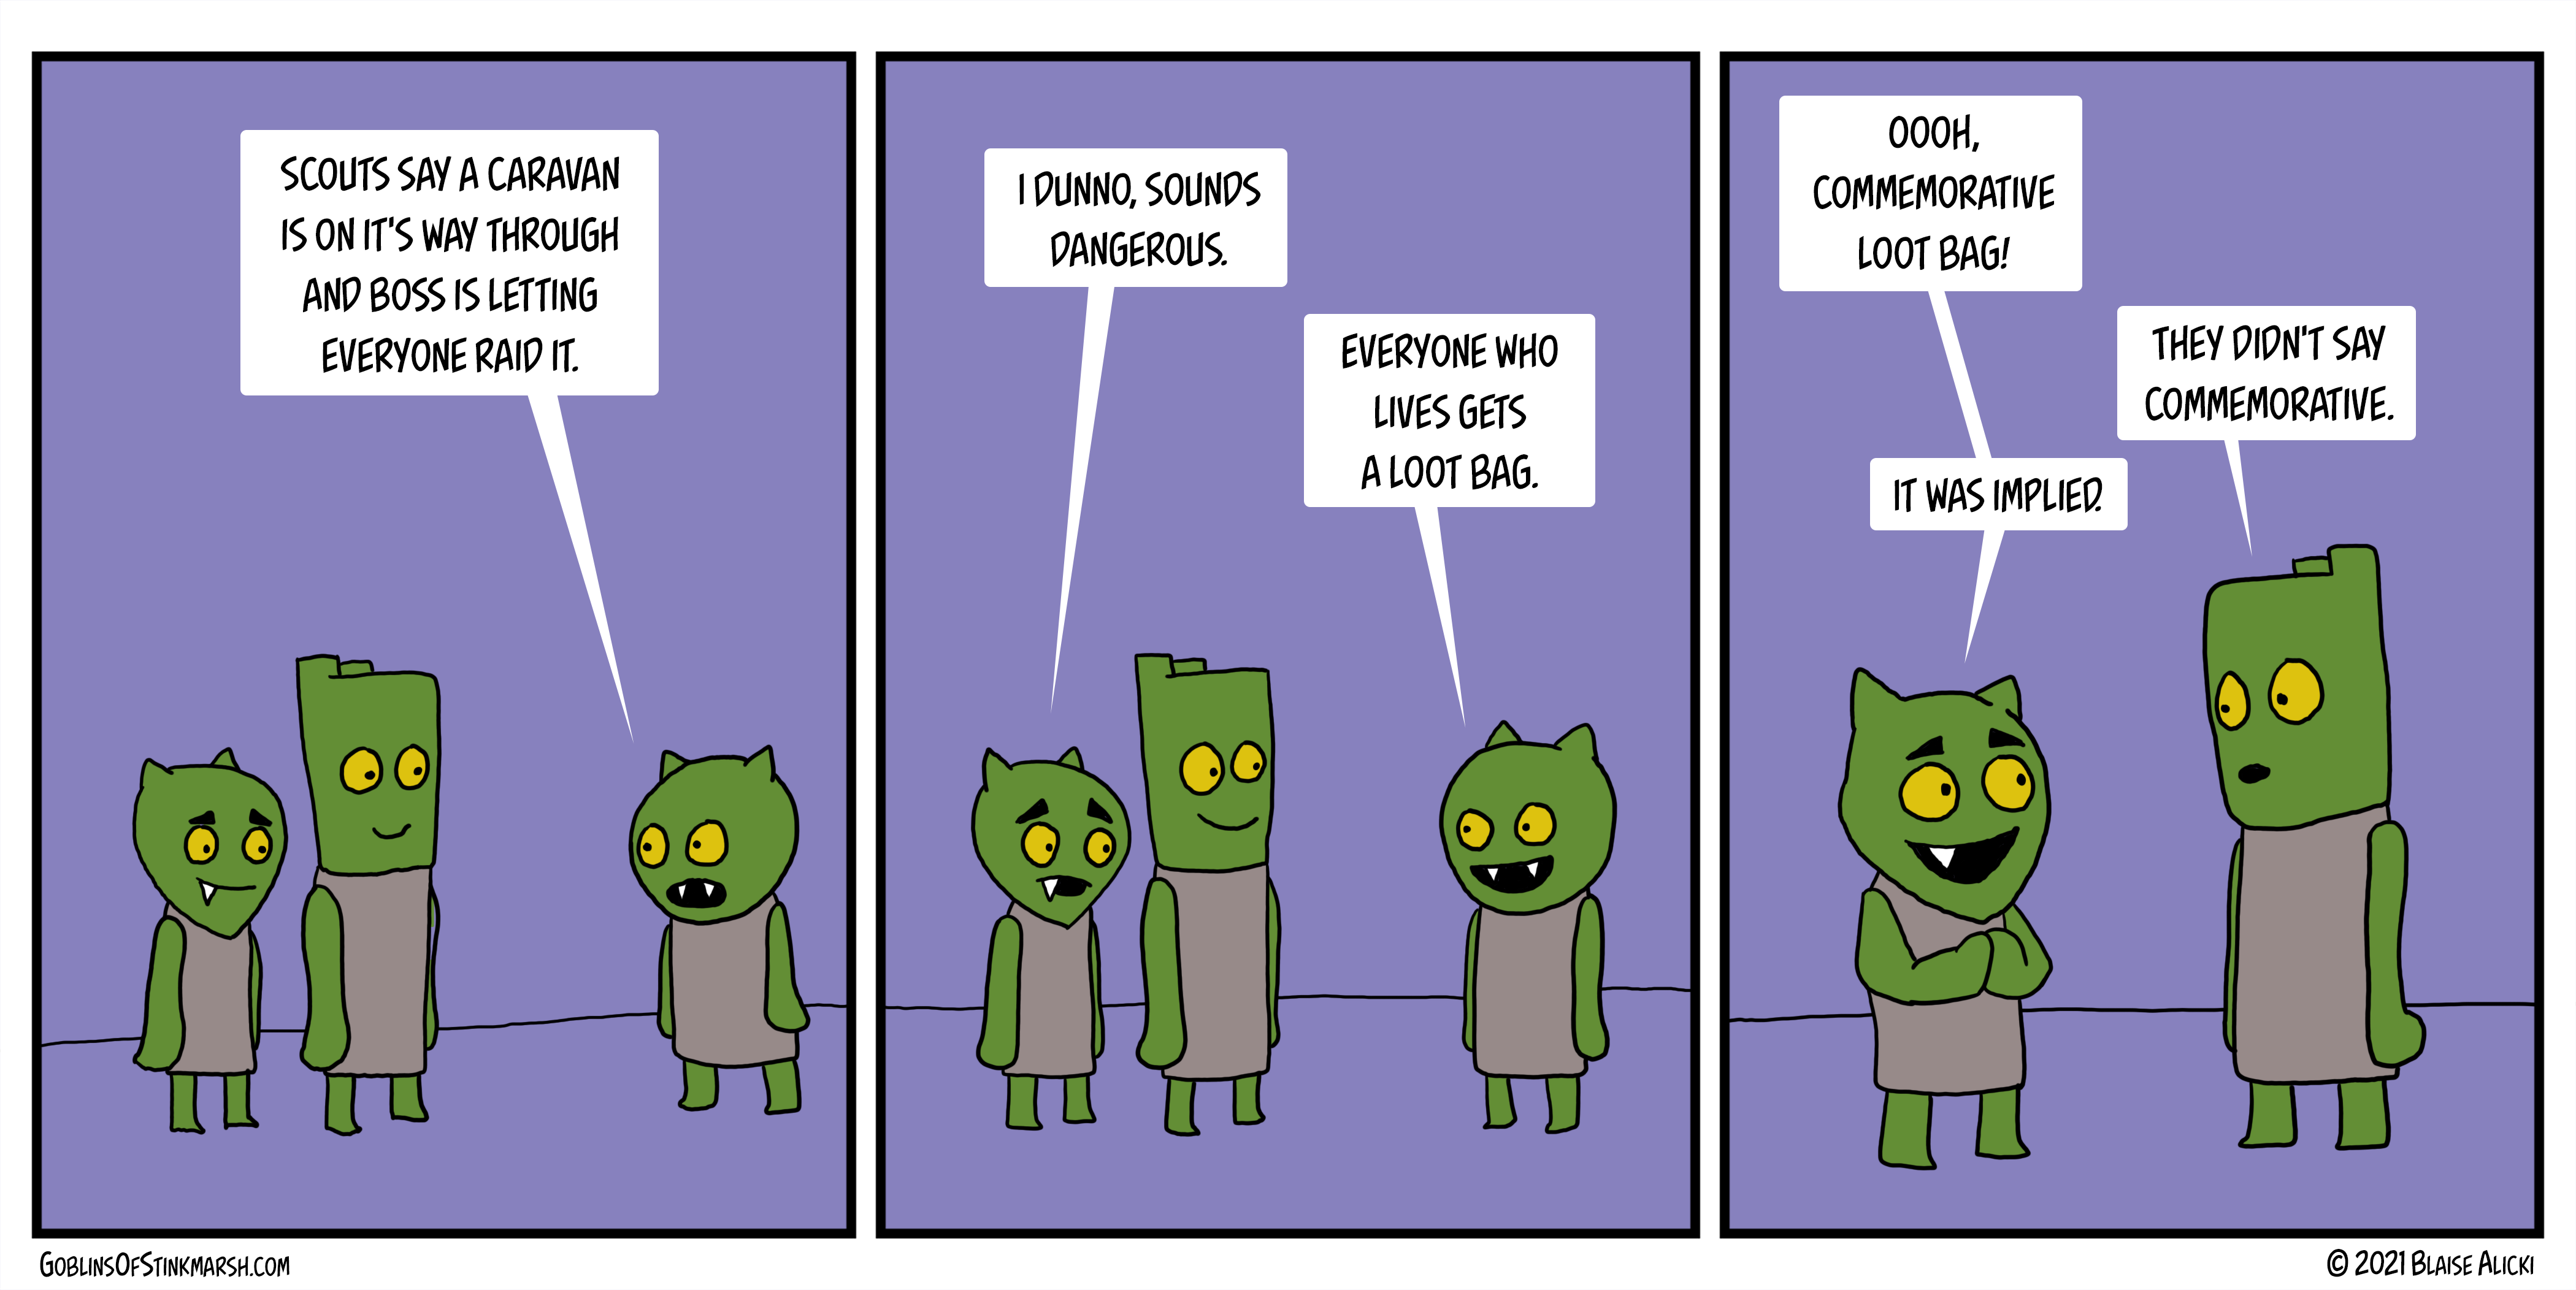 SCOUTS SAY A CARAVAN
IS ON IT'S WAY THROUGH
AND BOSS IS LETTING
EVERYONE RAID IT.
I DUNNO, SOUNDS
DANGEROUS.
EVERYONE WHO
LIVES GETS
A LOOT BAG.
OOOH,
COMMEMORATIVE
LOOT BAG!
THEY DIDN'T SAY
COMMEMORATIVE.
IT WAS IMPLIED.
GOBLINSOFSTINKMARSH.COM
© 2021 BLAISE ALICKI